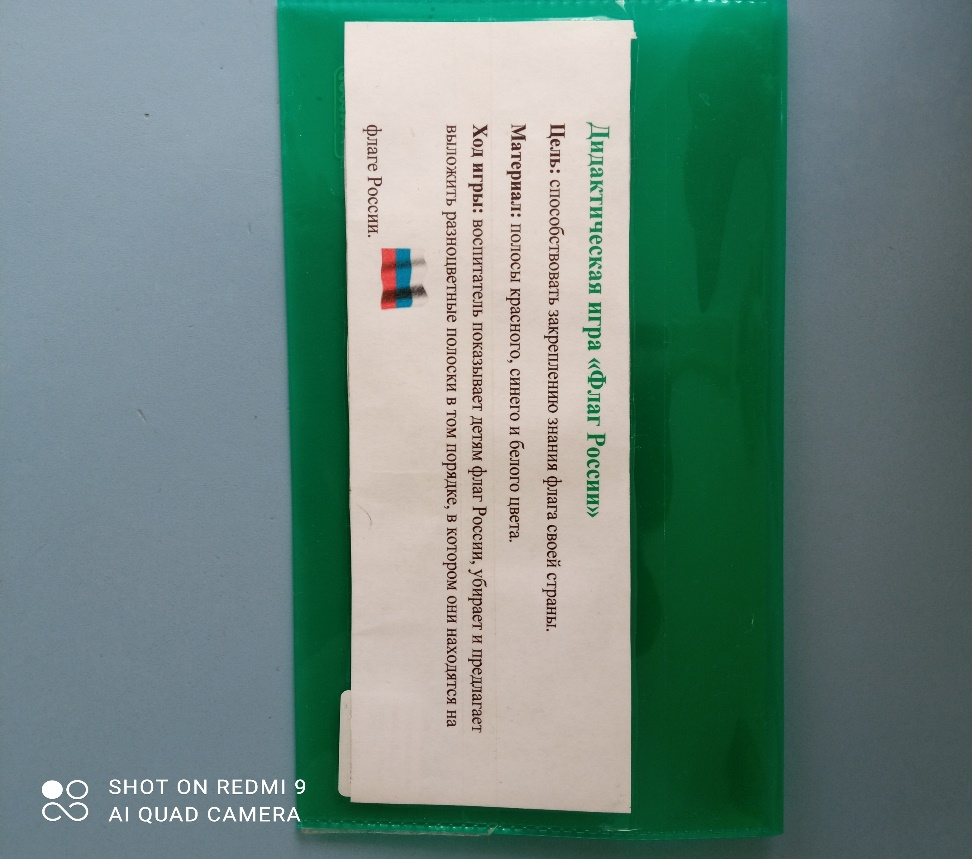 Дидактическая игра «Флаг России»
Цель: способствовать закреплению знания флага своей страны.
Материал: полосы красного, синего и белого цвета.
Ход игры: воспитатель показывает детям флаг России, убирает и предлагает
выложить разноцветные полоски в том порядке, в котором они находятся на
флаге России.
SHOT ON REDMI 9
AI QUAD CAMERA